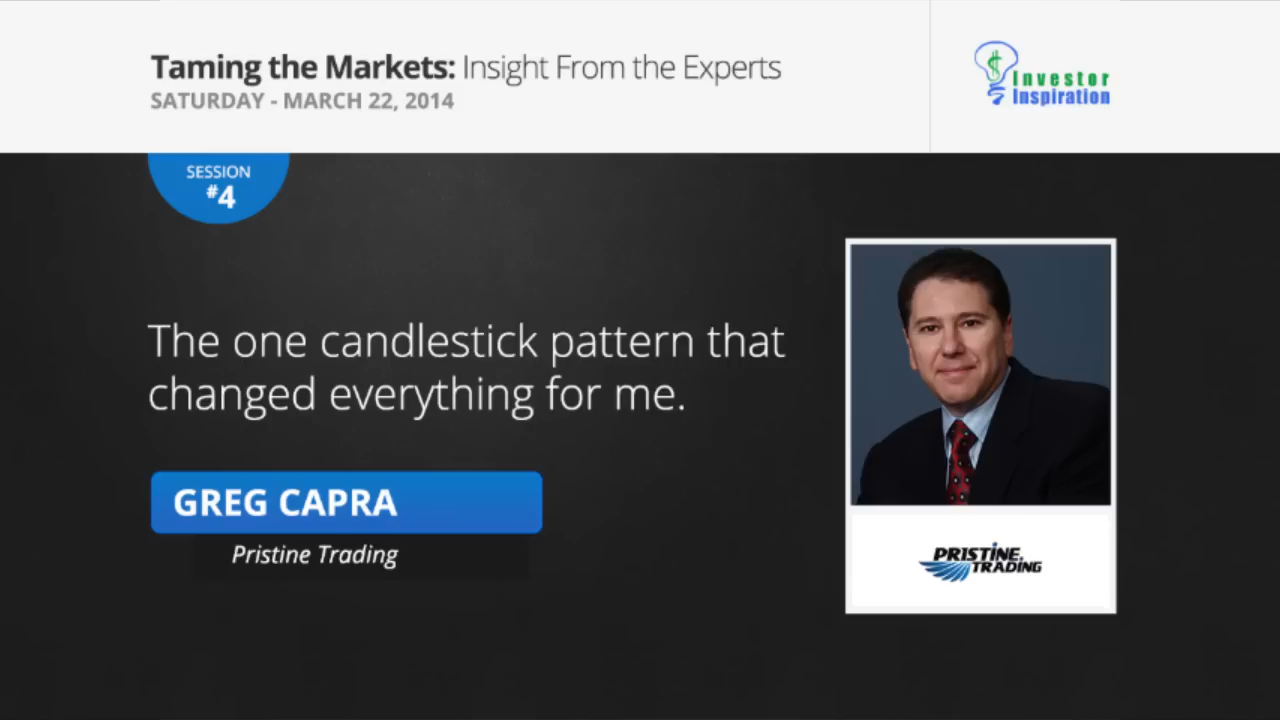 Taming the Markets: Insight From the Experts
SATURDAY - MARCH 22, 2014
Investor
Inspiration
SESSION
#4
The one candlestick pattern that
changed everything for me.
GREG CAPRA
Pristine Trading
PRISTINE
TRADING